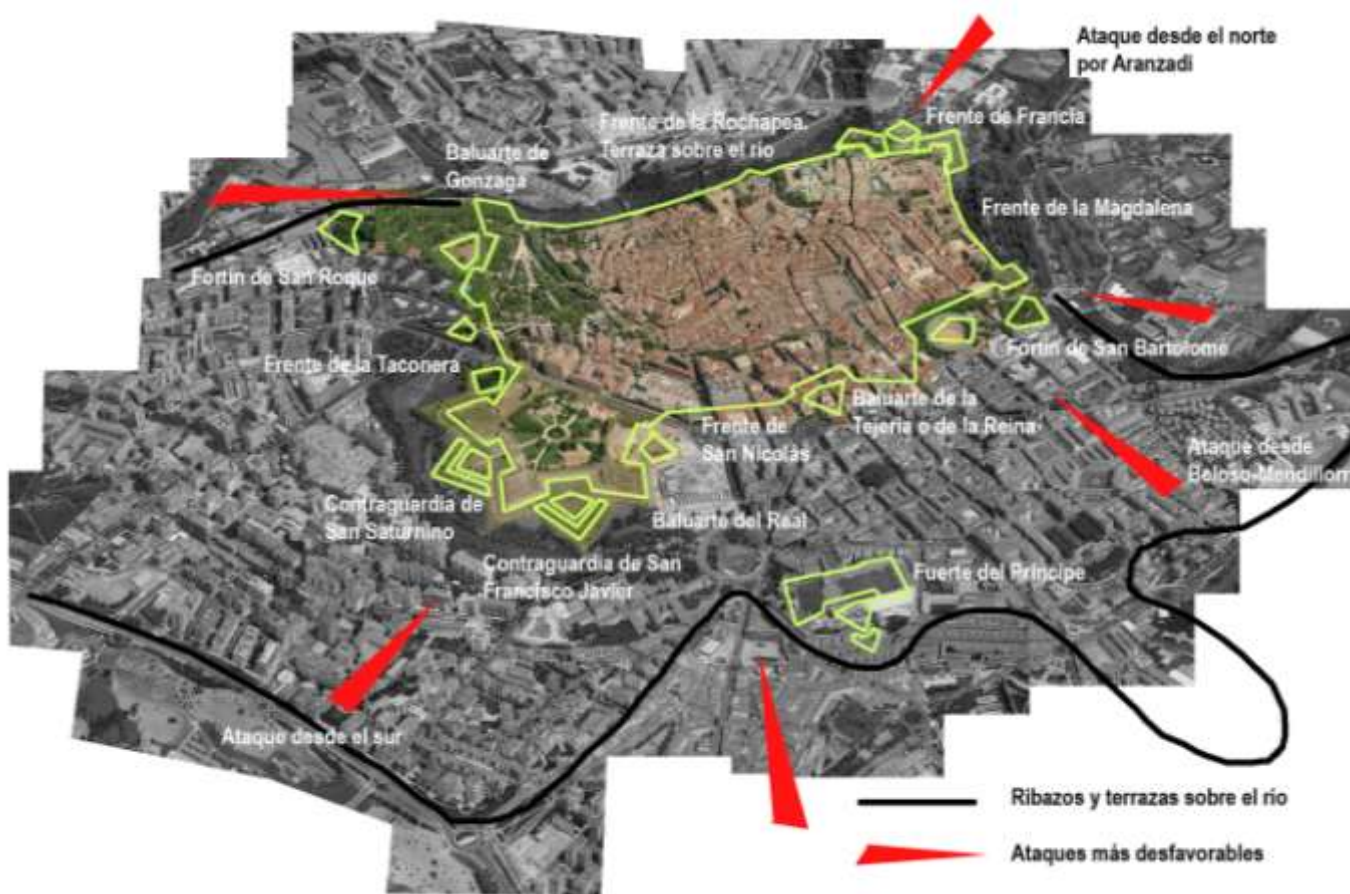 Ataque desde el norte
por Aranzadi
Frente de la Rochapea.
Terraza sobre el río
Frente de Francia
Baluarte de
Gonzaga
Frente de la Magdalena
Fortín de San Roque
Fortín de San Bartolome
Frente de la Taconera
Baluarte de la
Tejería o de la Reina
Frente de
San Nicolás
Ataque desde
Beloso-Mendillorri
Contraguardia de
San Saturnino
Baluarte del Real
Contraguardia de San
Francisco Javier
Fuerte del Príncipe
Ataque desde el sur
Ribazos y terrazas sobre el río
Ataques más desfavorables